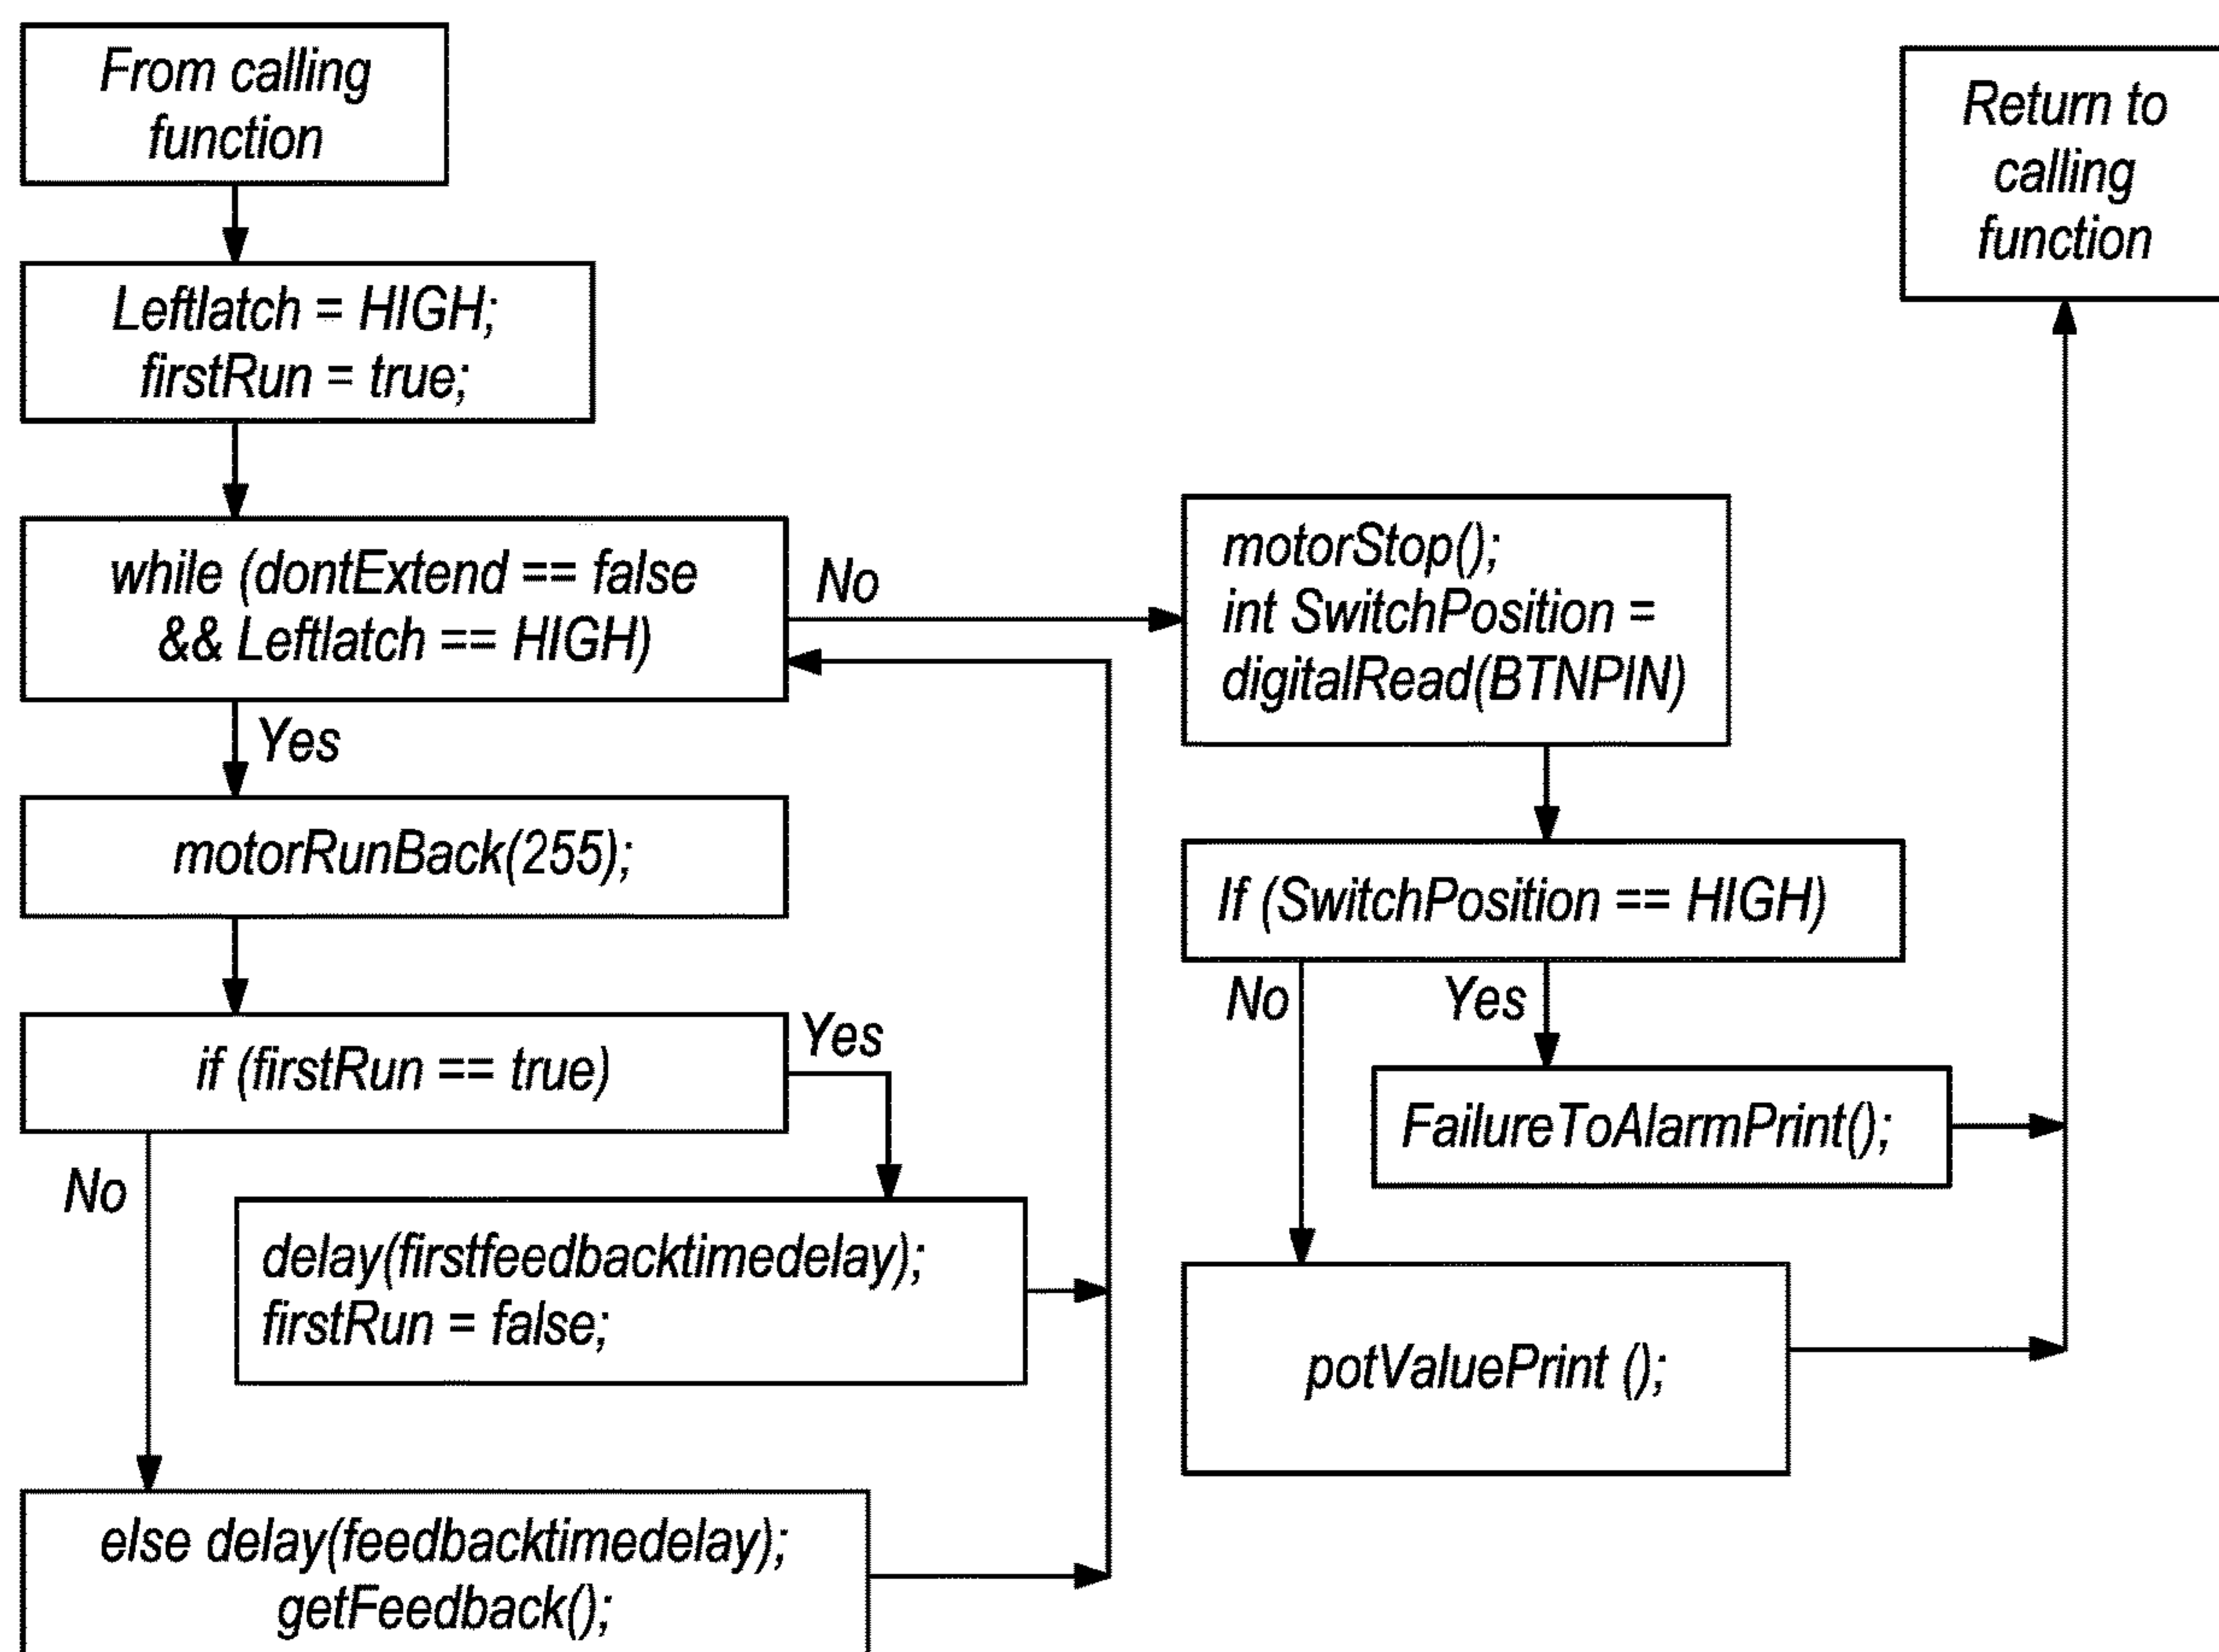 From calling
function
Leftlatch = HIGH;
firstRun = true;
while (dontExtend == false
&& Leftlatch == HIGH)
No
Yes
motorRunBack(255);
if (firstRun == true)
Yes
No
delay(firstfeedbacktimedelay);
firstRun = false;
else delay(feedbacktimedelay);
getFeedback();
motorStop();
int SwitchPosition =
digitalRead(BTNPIN)
If (SwitchPosition == HIGH)
No
Yes
FailureToAlarmPrint();
potValuePrint ();
Return to
calling
function